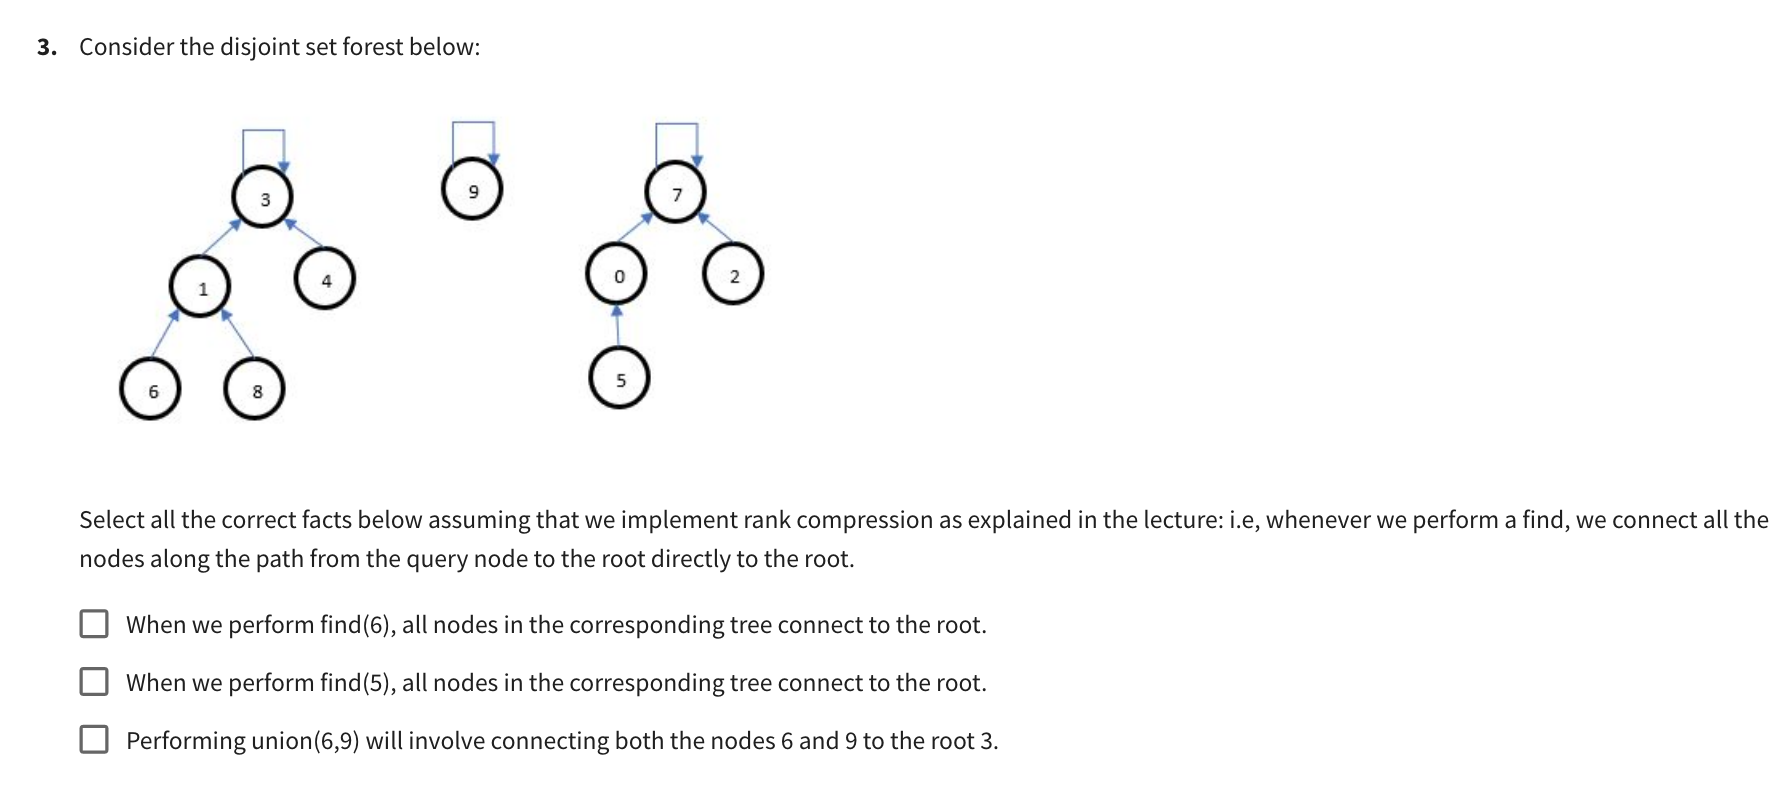 3. Consider the disjoint set forest below:
3
9
7
1
4
0
2
6
8
5
Select all the correct facts below assuming that we implement rank compression as explained in the lecture: i.e, whenever we perform a find, we connect all the
nodes along the path from the query node to the root directly to the root.
When we perform find(6), all nodes in the corresponding tree connect to the root.
When we perform find(5), all nodes in the corresponding tree connect to the root.
Performing union(6,9) will involve connecting both the nodes 6 and 9 to the root 3.